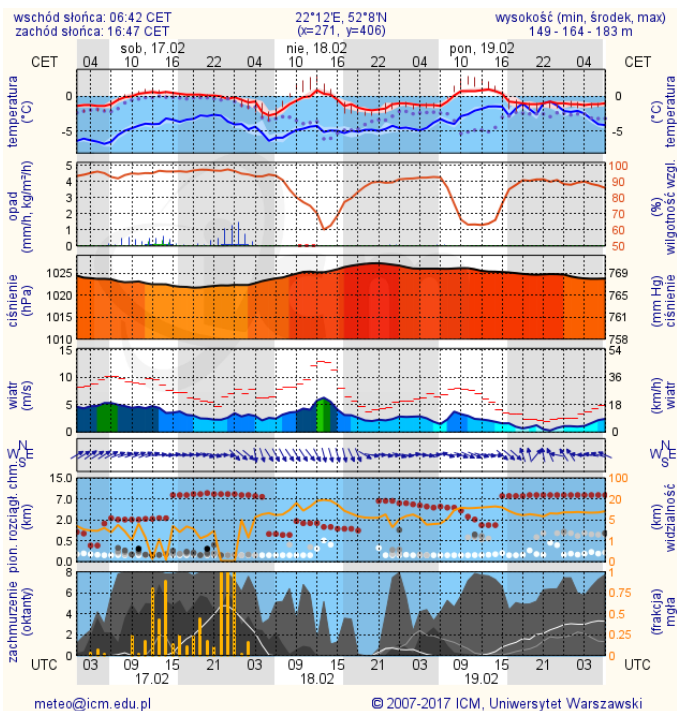 wschód słońca: 06:42 CET 22°12'E, 52°8'N wysokość (min, środek, max)
zachód słońca: 16:47 CET (x=271, y=406) 149 - 164 - 183 m
sob, 17.02 nie, 18.02 pon, 19.02
CET 04 10 16 22 04 10 16 22 04 10 16 22 04 CET
temperatura (°C) 0 -5 0 -5 temperatura (°C)
opad (mm/h, kg/m²/h) 5 4 3 2 1 0 100 90 80 70 60 50 (%) wilgotność wzgl.
ciśnienie (hPa) 1025 1020 1015 1010 769 765 761 758 (mm Hg) ciśnienie
wiatr (m/s) 15 10 5 0 54 36 18 0 (km/h) wiatr
N W E S N W E S
pion. rozciągł. chm. (km) 15.0 7.0 2.0 0.5 0.0 100 20 5 1 0 (km) widzialność
zachmurzenie (oktanty) 8 6 4 2 0 1 0.75 0.5 0.25 0 (frakcja) mgła
UTC 03 09 15 21 03 09 15 21 03 09 15 21 03 UTC
17.02 18.02 19.02
meteo@icm.edu.pl © 2007-2017 ICM, Uniwersytet Warszawski